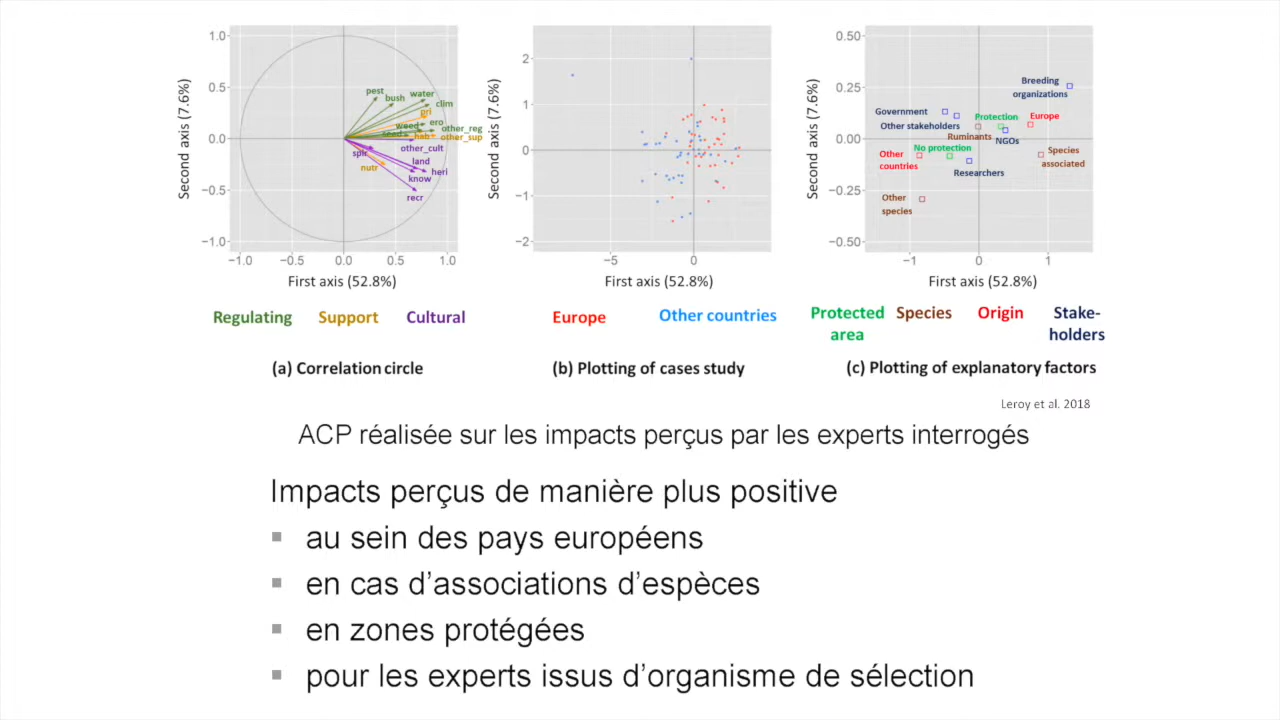 1.0
0.5
0.0
−0.5
−1.0
−1.0 −0.5 0.0 0.5 1.0
Second axis (7.6%)
First axis (52.8%)
pest
bush
water
clim
gri
weed
ero
seed
hab
other_reg
other_sup
other_cult
spir
land
nutr
heri
know
recr
2
1
0
−1
−2
−5 0
Second axis (7.6%)
First axis (52.8%)
0.50
0.25
0.00
−0.25
−0.50
−1 0 1
Second axis (7.6%)
First axis (52.8%)
Breeding
organizations
Government
Other stakeholders
Protection
Europe
Ruminants
NGOs
Other
countries
No protection
Researchers
Species
associated
Other
species
Regulating Support Cultural
Europe Other countries
Protected
area
Species
Origin
Stake-
holders
(a) Correlation circle
(b) Plotting of cases study
(c) Plotting of explanatory factors
Leroy et al. 2018
ACP réalisée sur les impacts perçus par les experts interrogés
Impacts perçus de manière plus positive
▪ au sein des pays européens
▪ en cas d’associations d’espèces
▪ en zones protégées
▪ pour les experts issus d’organisme de sélection